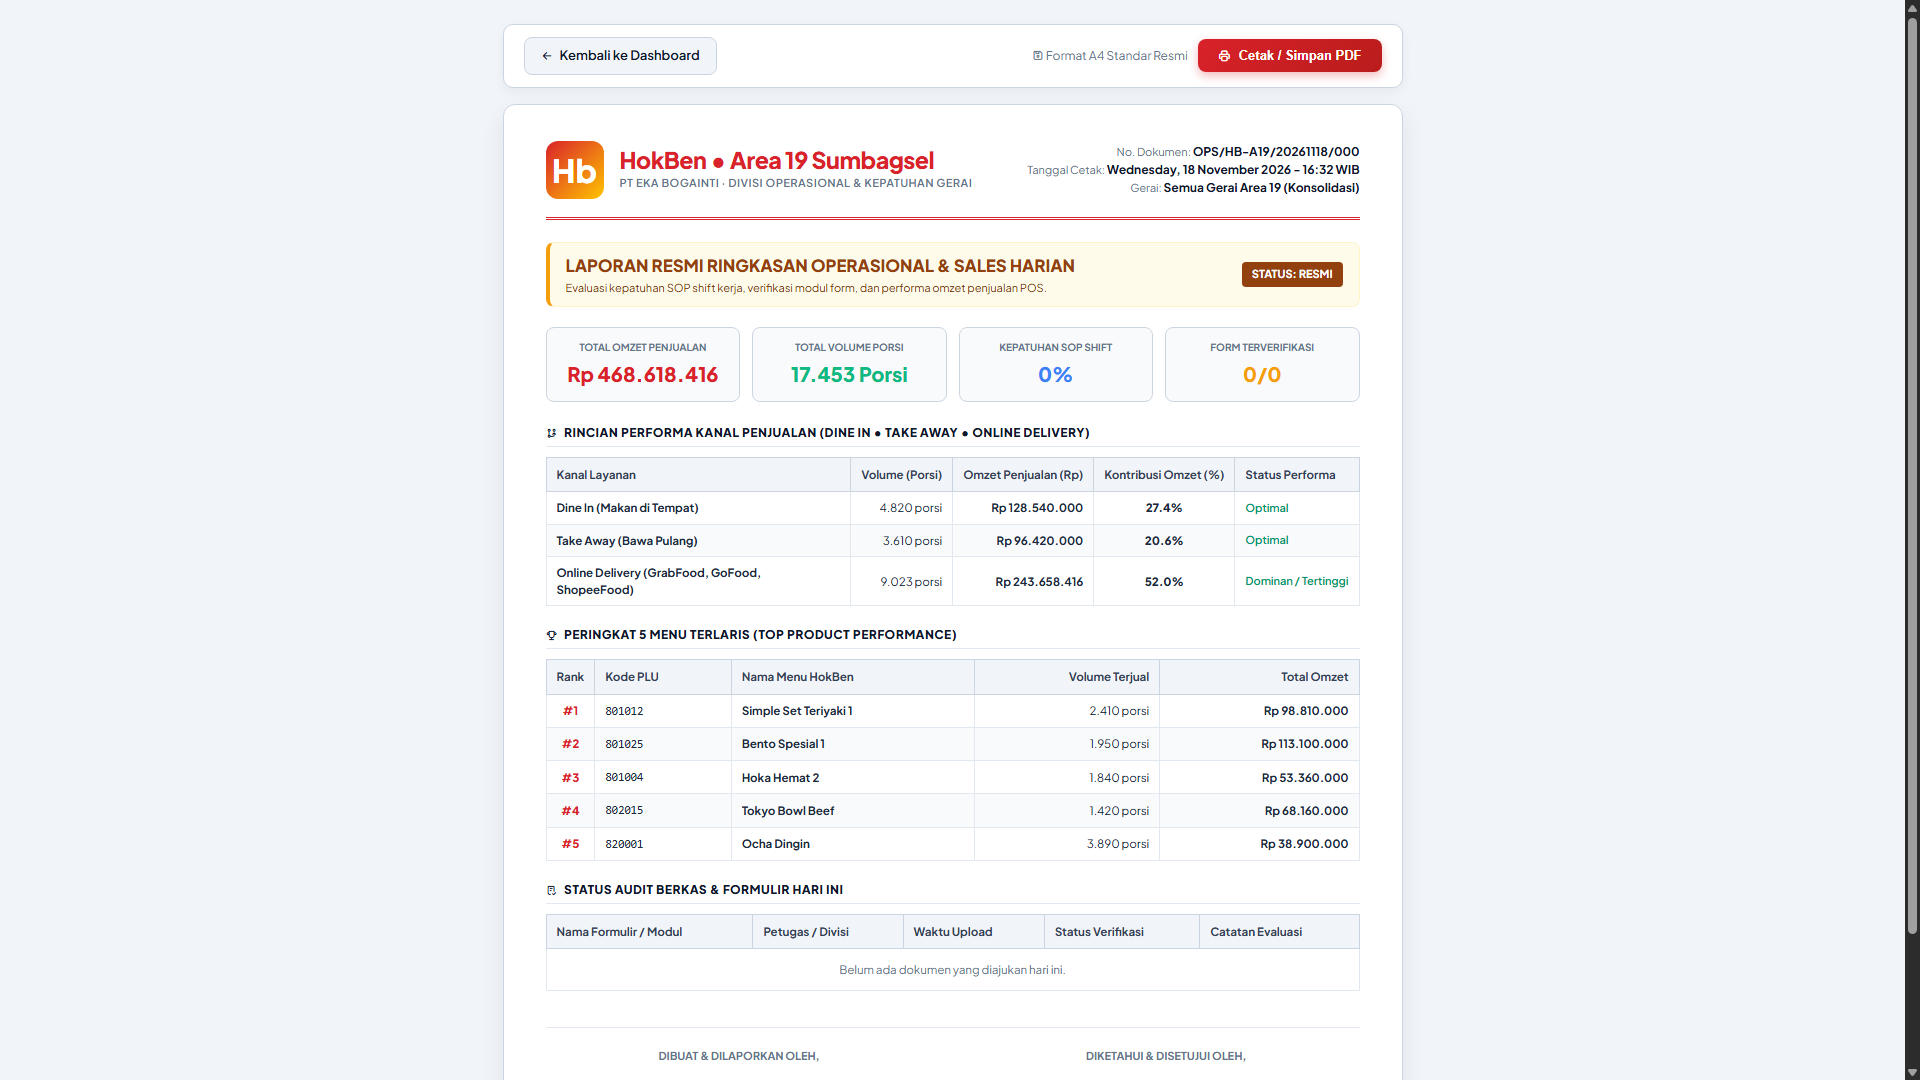 Kembali ke Dashboard
Format A4 Standar Resmi
Cetak / Simpan PDF
Hb
HokBen ● Area 19 Sumbagsel
PT EKA BOGAINTI · DIVISI OPERASIONAL & KEPATUHAN GERAI
No. Dokumen: OPS/HB-A19/20261118/000
Tanggal Cetak: Wednesday, 18 November 2026 - 16:32 WIB
Gerai: Semua Gerai Area 19 (Konsolidasi)
LAPORAN RESMI RINGKASAN OPERASIONAL & SALES HARIAN
Evaluasi kepatuhan SOP shift kerja, verifikasi modul form, dan performa omzet penjualan POS.
STATUS: RESMI
TOTAL OMZET PENJUALAN
Rp 468.618.416
TOTAL VOLUME PORSI
17.453 Porsi
KEPATUHAN SOP SHIFT
0%
FORM TERVERIFIKASI
0/0
RINCIAN PERFORMA KANAL PENJUALAN (DINE IN ● TAKE AWAY ● ONLINE DELIVERY)
Kanal Layanan Volume (Porsi) Omzet Penjualan (Rp) Kontribusi Omzet (%) Status Performa
Dine In (Makan di Tempat) 4.820 porsi Rp 128.540.000 27.4% Optimal
Take Away (Bawa Pulang) 3.610 porsi Rp 96.420.000 20.6% Optimal
Online Delivery (GrabFood, GoFood,
ShopeeFood) 9.023 porsi Rp 243.658.416 52.0% Dominan / Tertinggi
PERINGKAT 5 MENU TERLARIS (TOP PRODUCT PERFORMANCE)
Rank Kode PLU Nama Menu HokBen Volume Terjual Total Omzet
#1 801012 Simple Set Teriyaki 1 2.410 porsi Rp 98.810.000
#2 801025 Bento Spesial 1 1.950 porsi Rp 113.100.000
#3 801004 Hoka Hemat 2 1.840 porsi Rp 53.360.000
#4 802015 Tokyo Bowl Beef 1.420 porsi Rp 68.160.000
#5 820001 Ocha Dingin 3.890 porsi Rp 38.900.000
STATUS AUDIT BERKAS & FORMULIR HARI INI
Nama Formulir / Modul Petugas / Divisi Waktu Upload Status Verifikasi Catatan Evaluasi
Belum ada dokumen yang diajukan hari ini.
DIBUAT & DILAPORKAN OLEH,
DIKETAHUI & DISETUJUI OLEH,